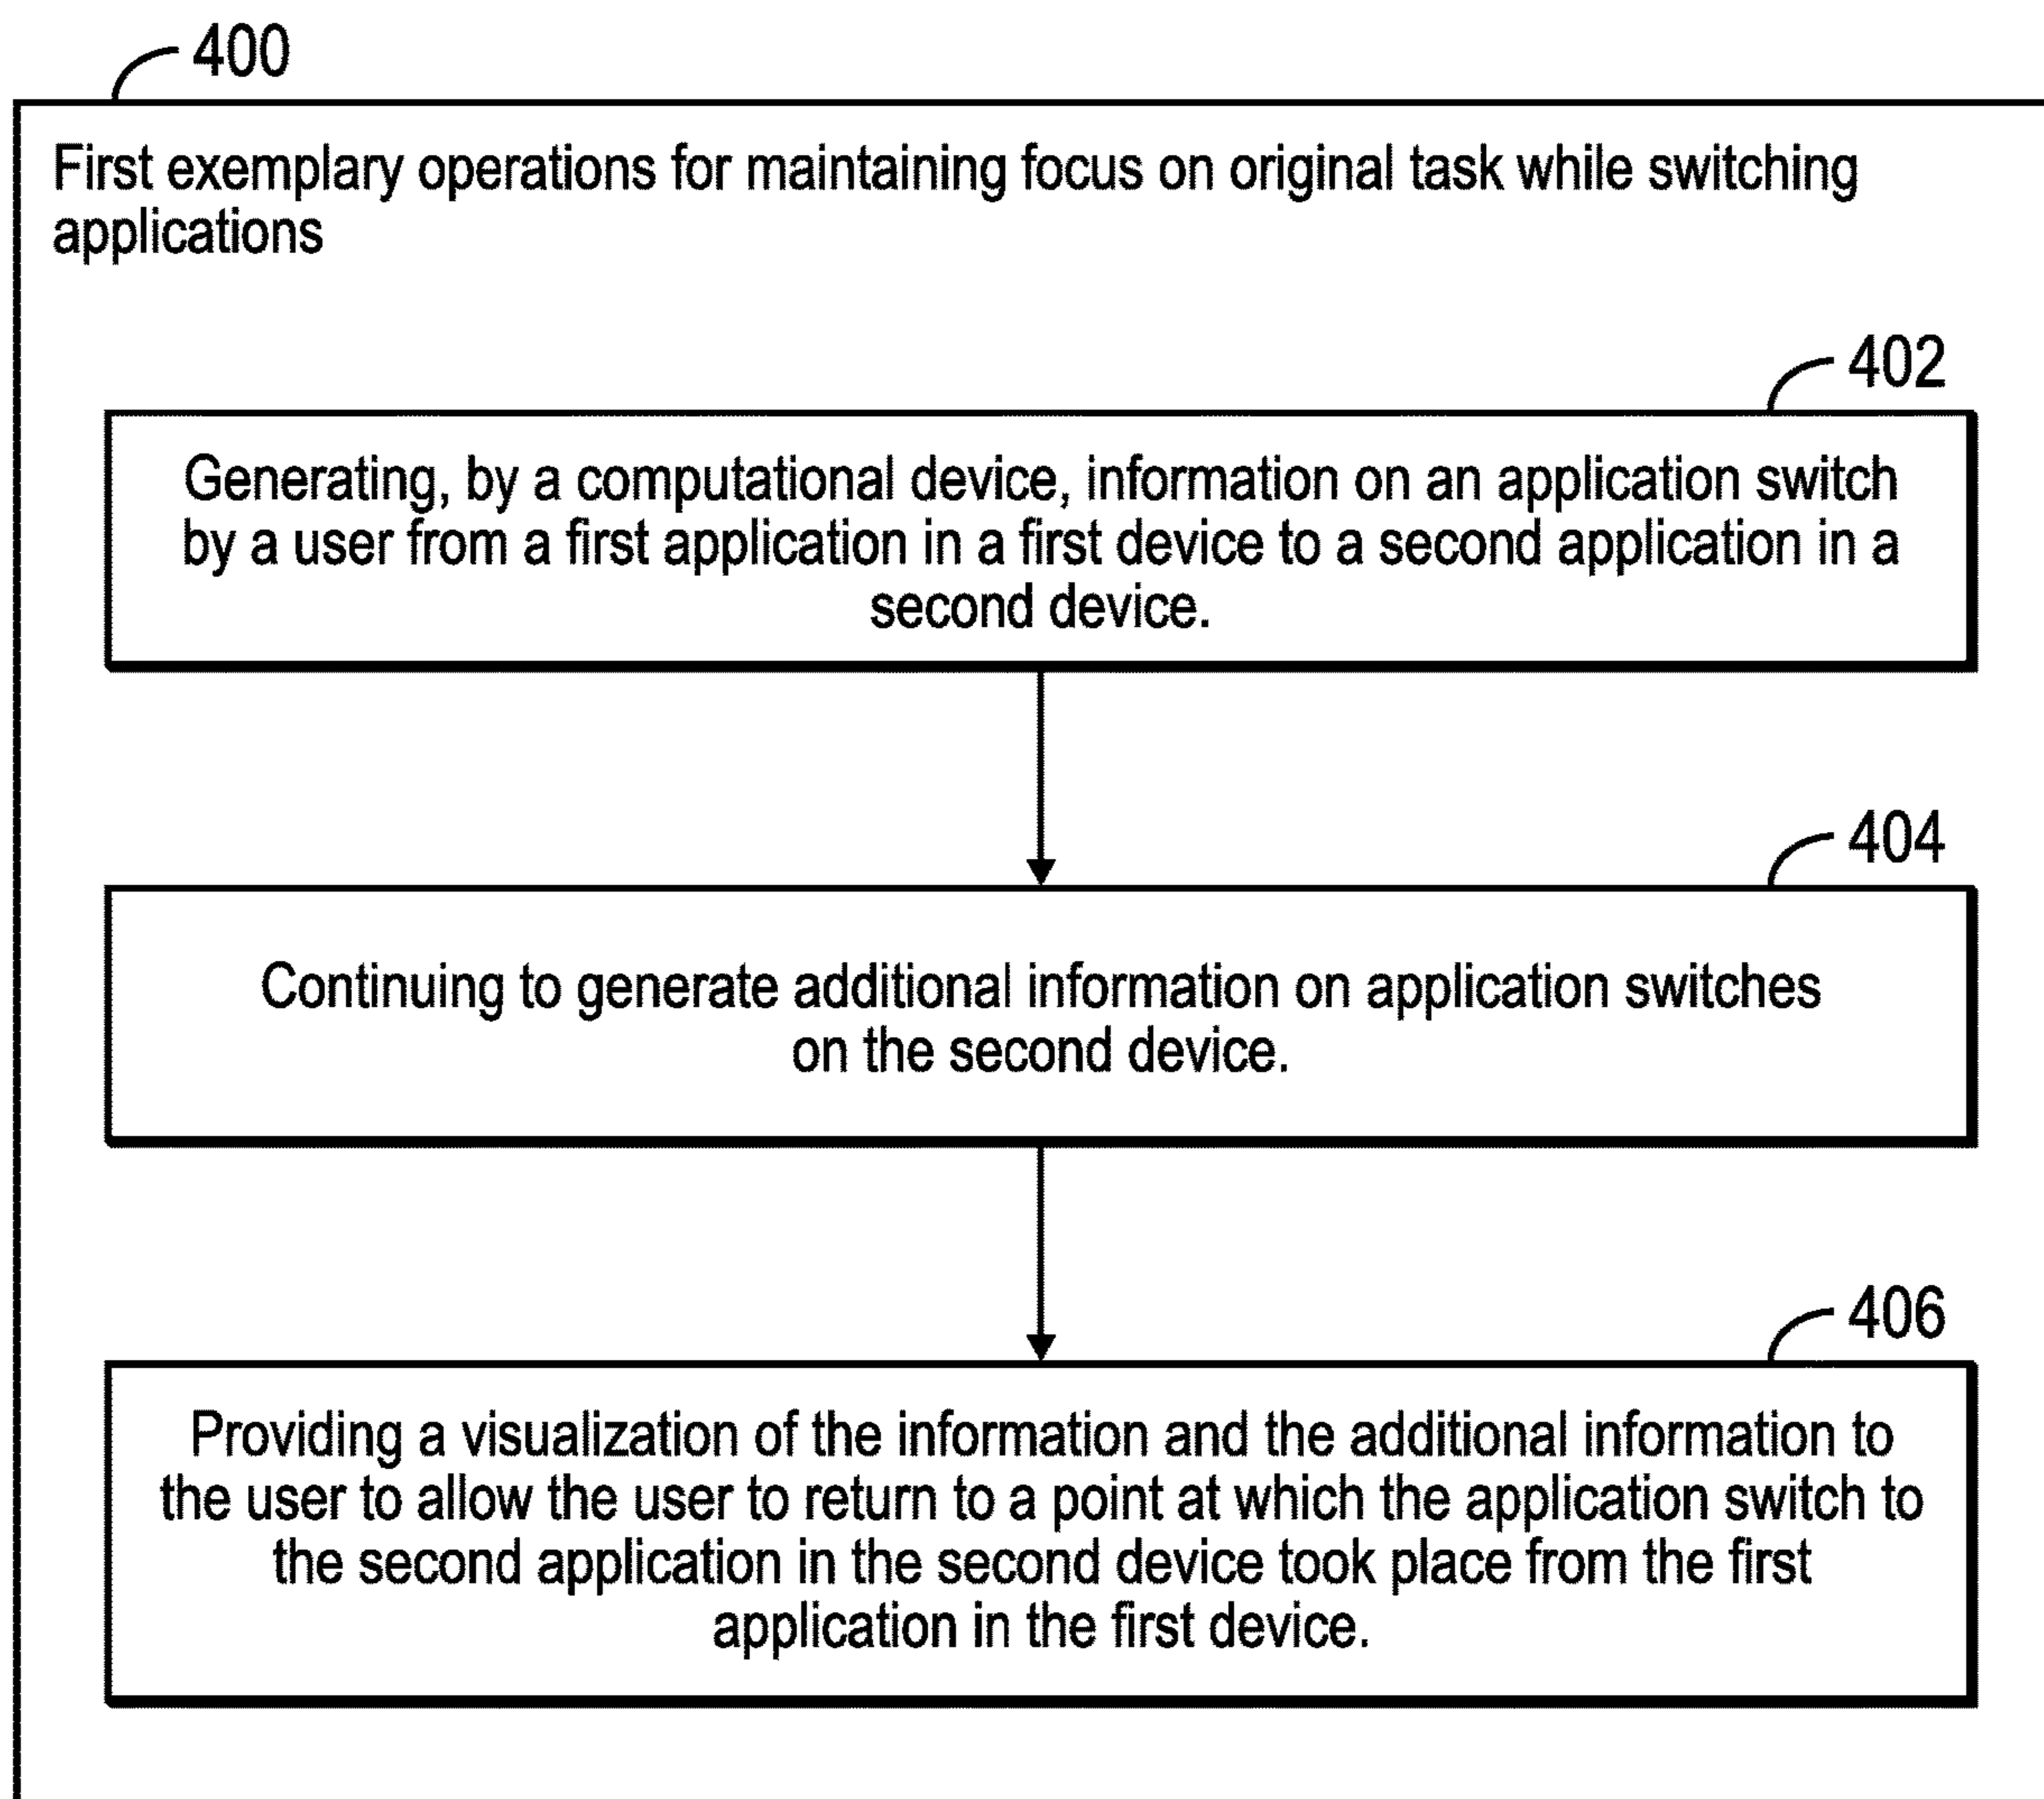 400
First exemplary operations for maintaining focus on original task while switching
applications
402
Generating, by a computational device, information on an application switch
by a user from a first application in a first device to a second application in a
second device.
404
Continuing to generate additional information on application switches
on the second device.
406
Providing a visualization of the information and the additional information to
the user to allow the user to return to a point at which the application switch to
the second application in the second device took place from the first
application in the first device.